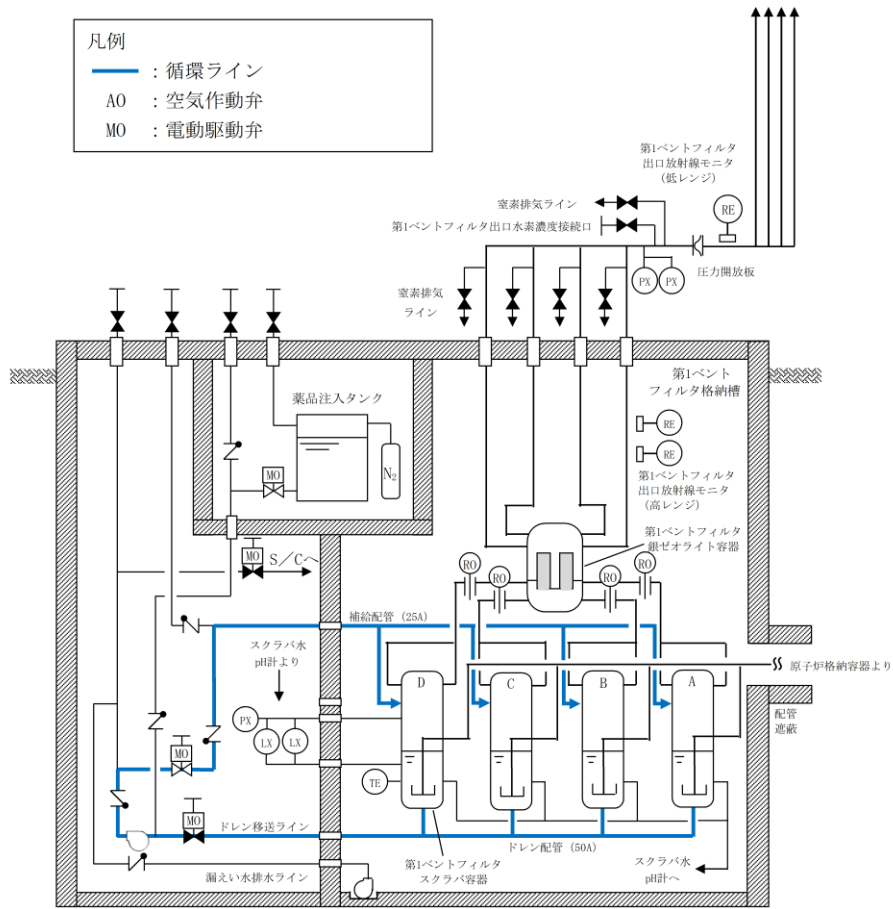 凡例
：循環ライン
AO ：空気作動弁
MO ：電動駆動弁
第1ベントフィルタ
出口放射線モニタ
(低レンジ)
RE
窒素排気ライン
第1ベントフィルタ出口水素濃度接続口
圧力開放板
PX
PX
窒素排気
ライン
第1ベント
フィルタ格納槽
薬品注入タンク
RE
RE
MO
N₂
第1ベントフィルタ
出口放射線モニタ
(高レンジ)
第1ベントフィルタ
銀ゼオライト容器
MO
S／Cへ
RO
RO
RO
RO
補給配管 (25A)
スクラバ水
pH計より
原子炉格納容器より
D
C
B
A
配管
遮蔽
PX
LX
LX
MO
TE
MO
ドレン移送ライン
ドレン配管 (50A)
第1ベントフィルタ
スクラバ容器
スクラバ水
pH計へ
漏えい水排水ライン